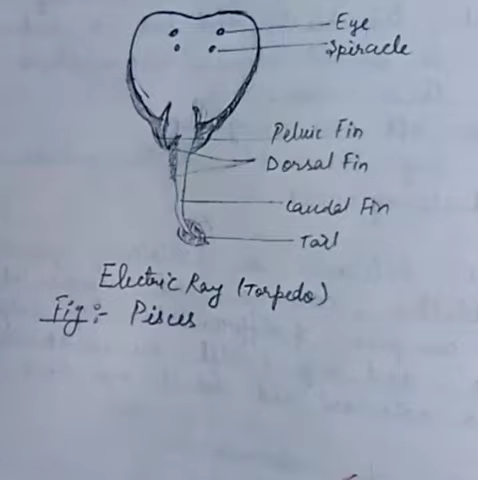 Eye
Spiracle
Pelvic Fin
Dorsal Fin
Caudal Fin
Tail
Electric Ray (Torpedo)
Fig:- Pisces